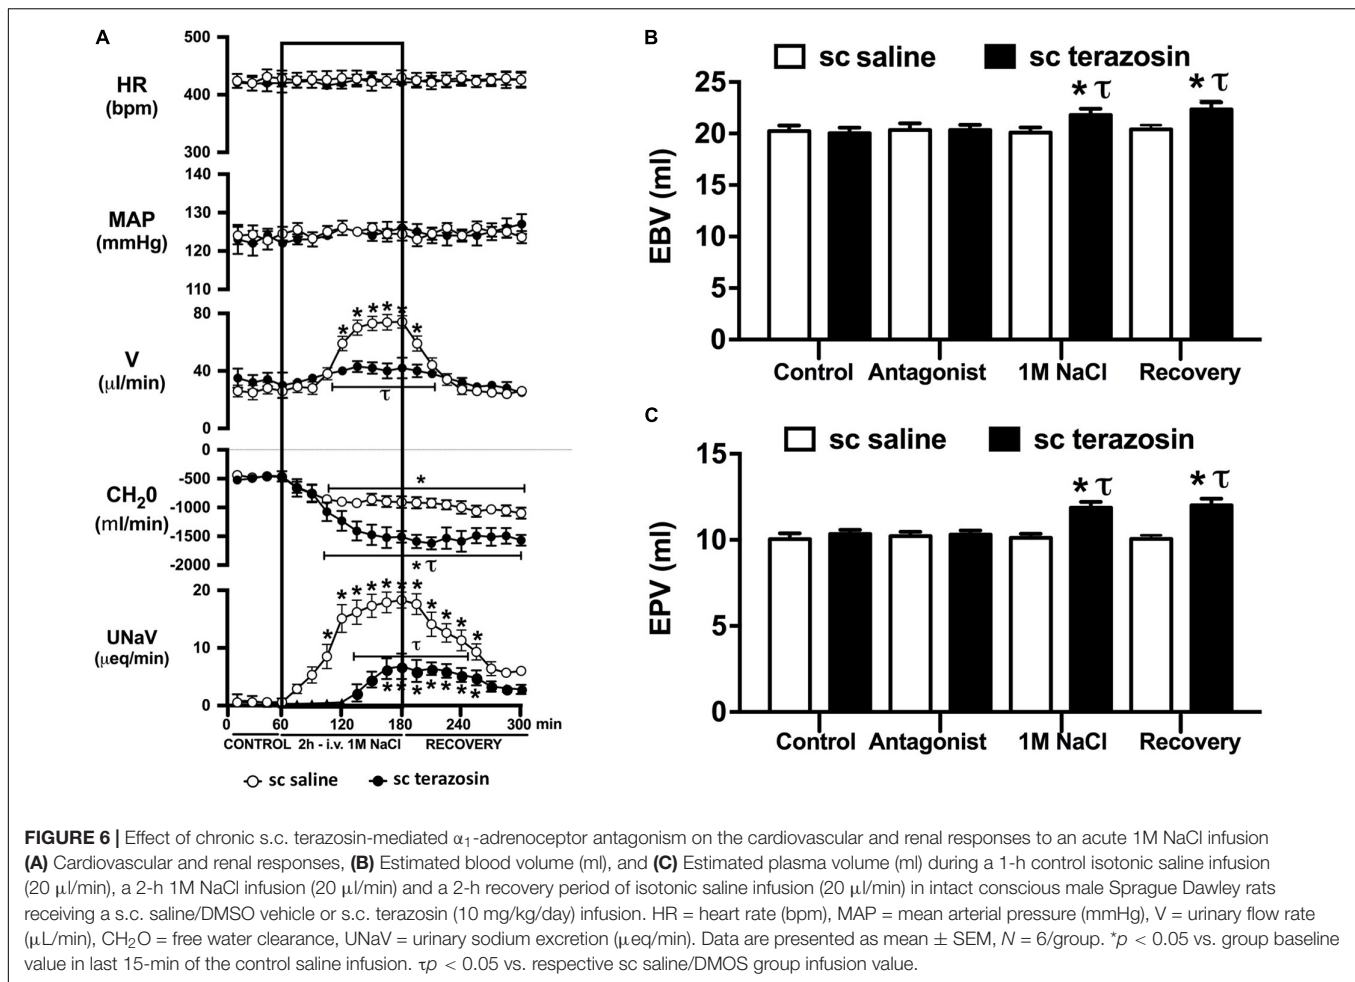 A
500
HR
(bpm)
400
300
140
MAP
(mmHg)
130
120
110
80
V
(μl/min)
40
0
* * * * * *
τ
0
CH20
(ml/min)
-500
-1000
-1500
-2000
*
* τ
20
UNaV
(μeq/min)
10
0
* * * * * * * * * * *
τ
* * * * * * *
0 60 120 180 240 300 min
CONTROL 2h - i.v. 1M NaCl RECOVERY
sc saline sc terazosin
B
sc saline sc terazosin
EBV (ml)
25
20
15
10
5
0
* τ * τ
Control Antagonist 1M NaCl Recovery
C
sc saline sc terazosin
EPV (ml)
15
10
5
0
* τ * τ
Control Antagonist 1M NaCl Recovery
FIGURE 6 | Effect of chronic s.c. terazosin-mediated α1-adrenoceptor antagonism on the cardiovascular and renal responses to an acute 1M NaCl infusion
(A) Cardiovascular and renal responses, (B) Estimated blood volume (ml), and (C) Estimated plasma volume (ml) during a 1-h control isotonic saline infusion
(20 μl/min), a 2-h 1M NaCl infusion (20 μl/min) and a 2-h recovery period of isotonic saline infusion (20 μl/min) in intact conscious male Sprague Dawley rats
receiving a s.c. saline/DMSO vehicle or s.c. terazosin (10 mg/kg/day) infusion. HR = heart rate (bpm), MAP = mean arterial pressure (mmHg), V = urinary flow rate
(μL/min), CH2O = free water clearance, UNaV = urinary sodium excretion (μeq/min). Data are presented as mean ± SEM, N = 6/group. *p < 0.05 vs. group baseline
value in last 15-min of the control saline infusion. τp < 0.05 vs. respective sc saline/DMOS group infusion value.